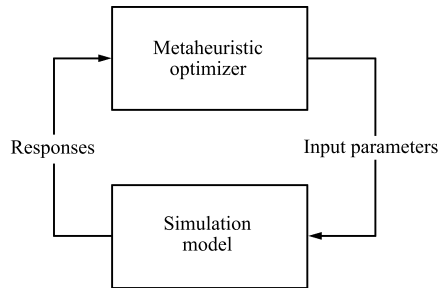 Metaheuristic
optimizer
Responses
Input parameters
Simulation
model